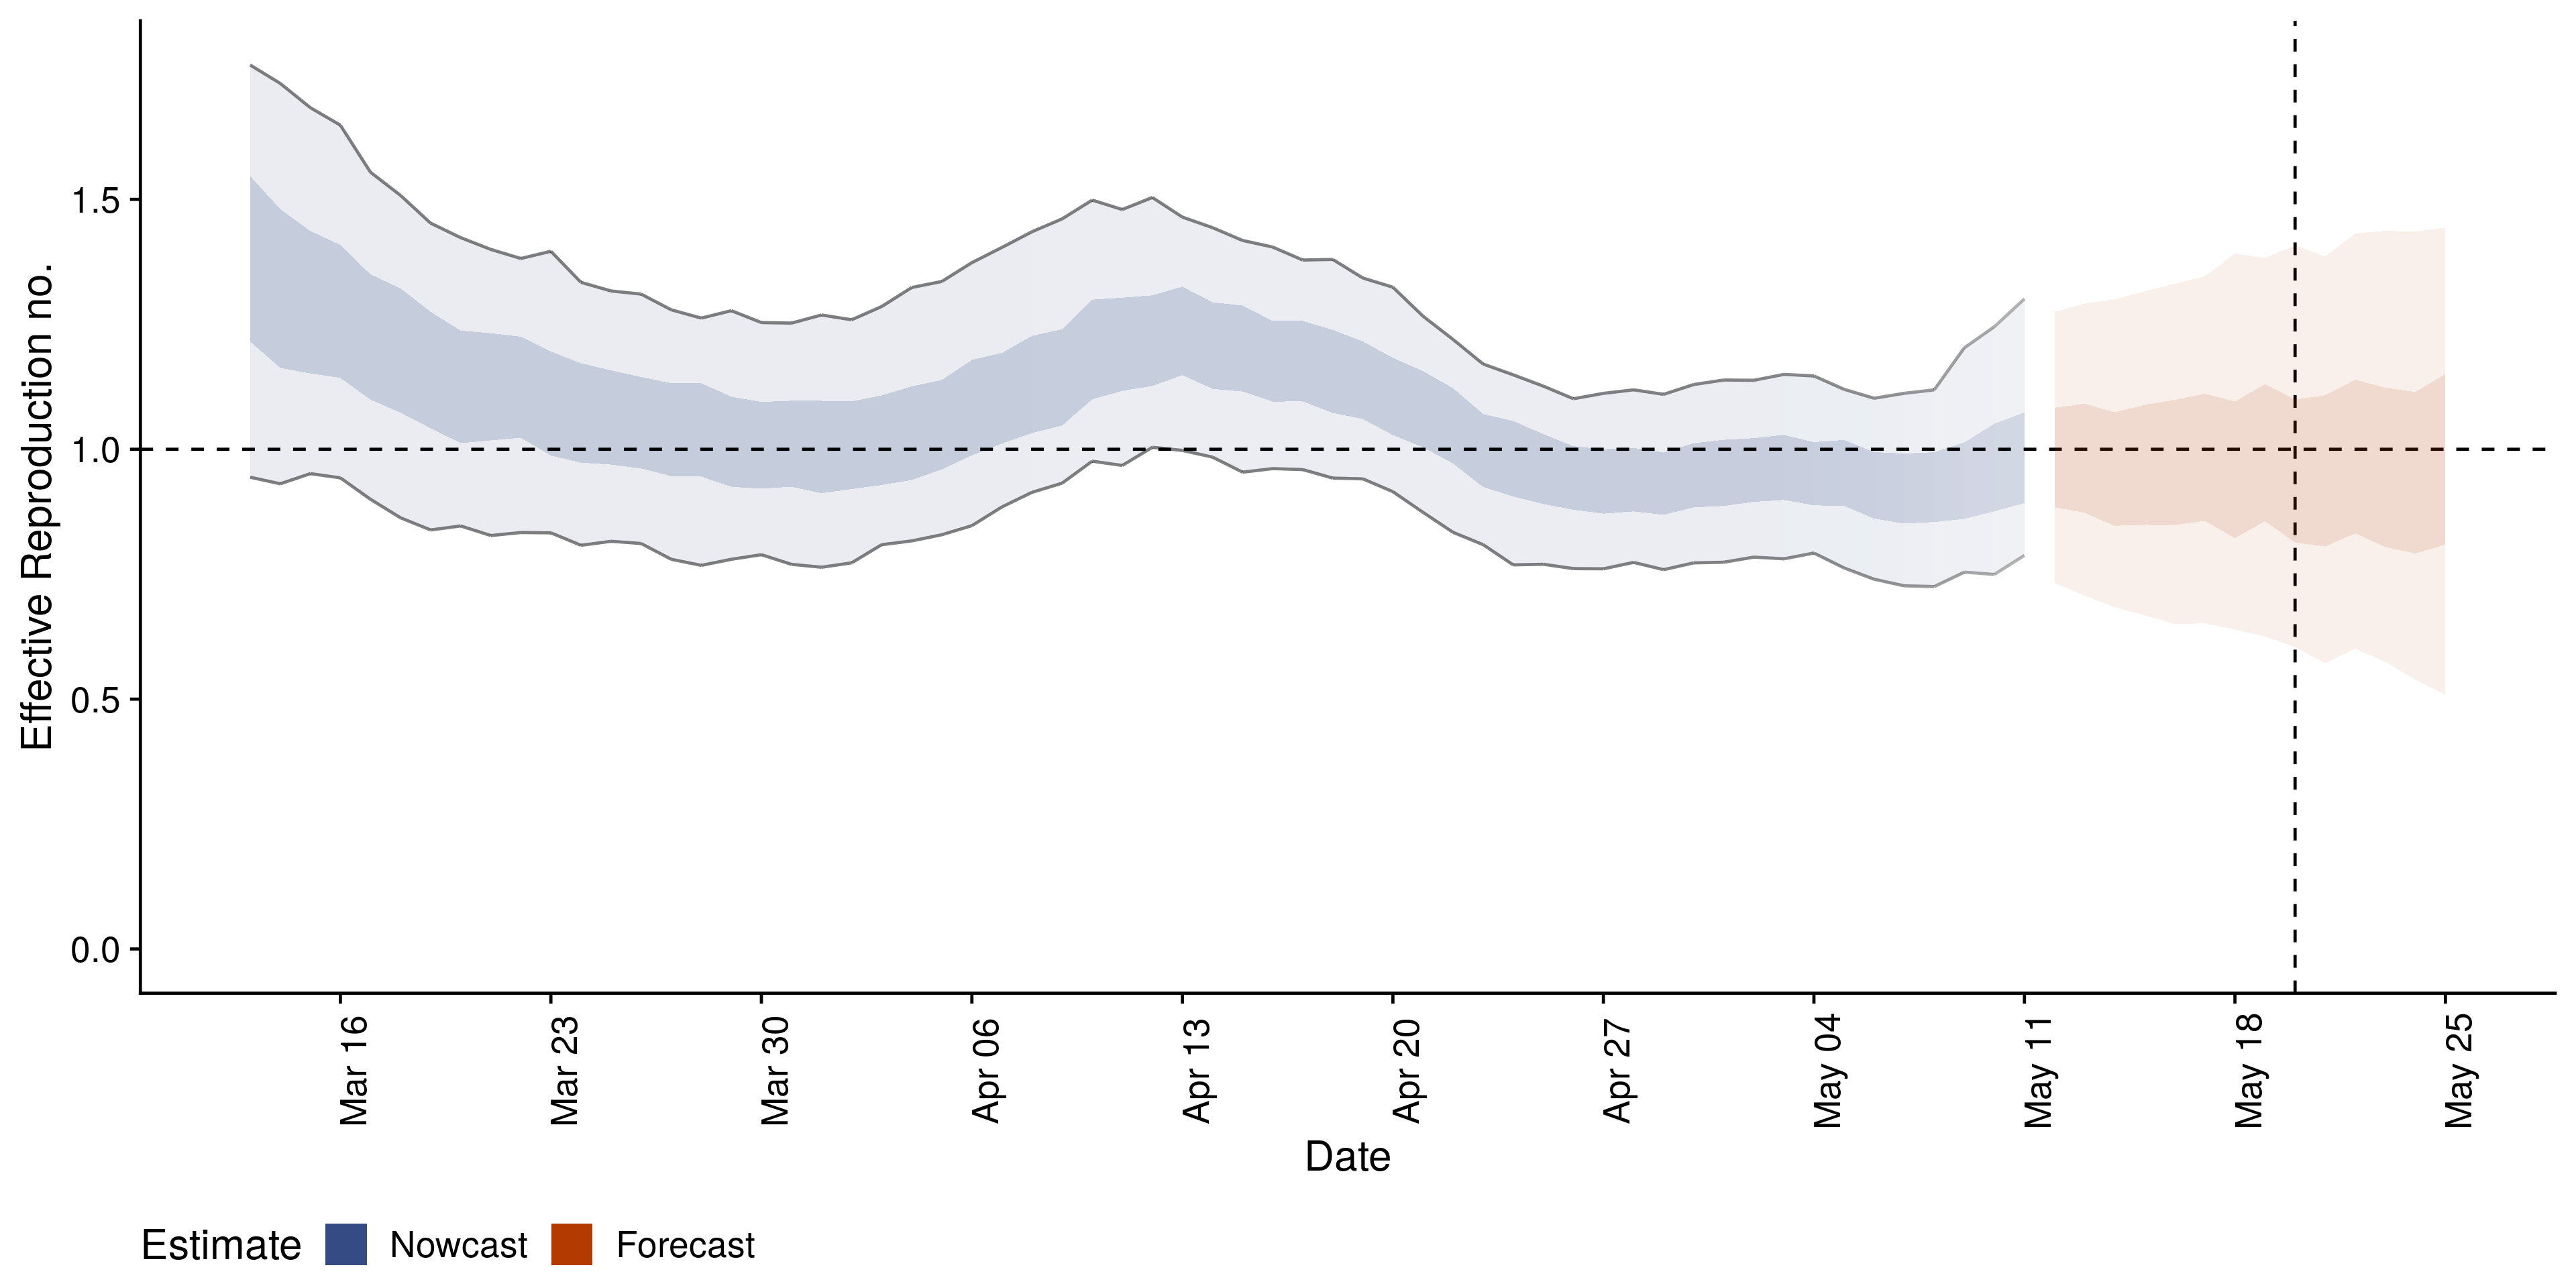 Effective Reproduction no.
1.5
1.0
0.5
0.0
Mar 16
Mar 23
Mar 30
Apr 06
Apr 13
Apr 20
Apr 27
May 04
May 11
May 18
May 25
Date
Estimate Nowcast Forecast